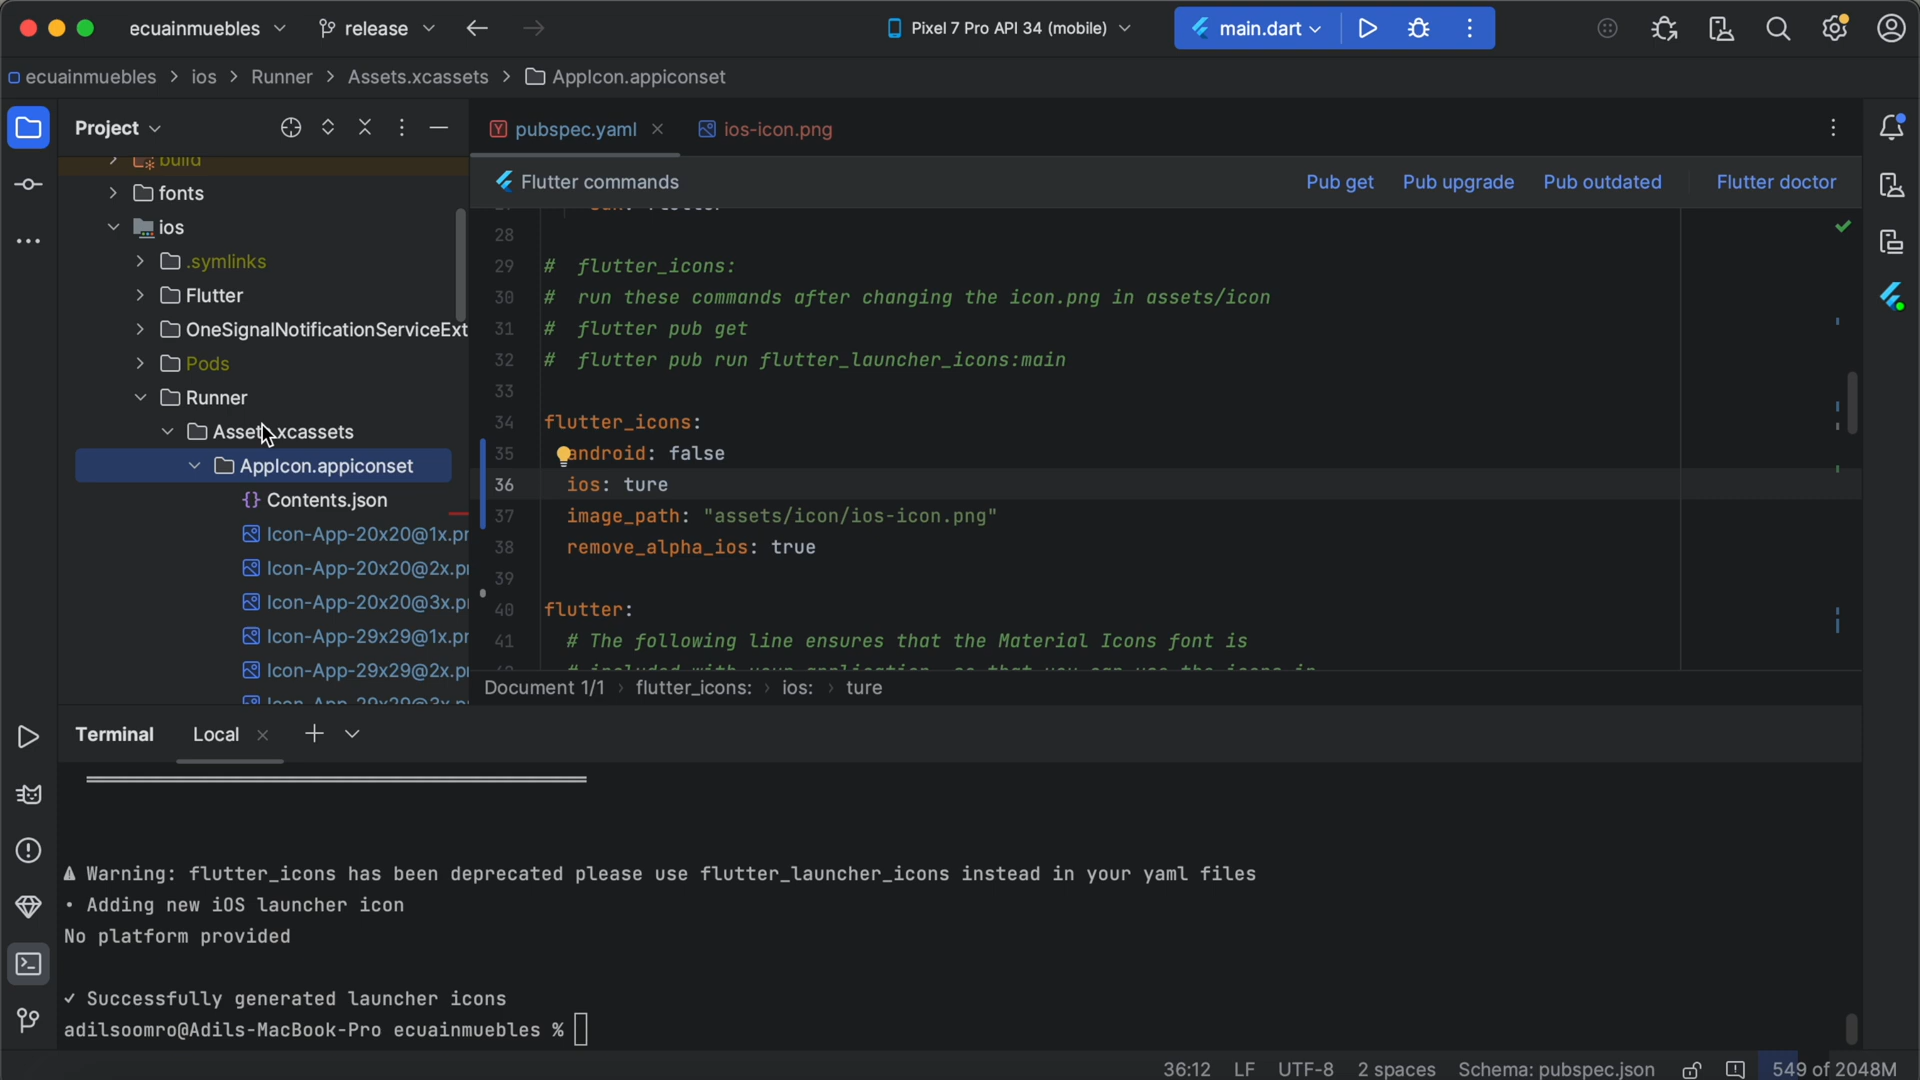 ecuainmuebles
release
Pixel 7 Pro API 34 (mobile)
main.dart
ecuainmuebles > ios > Runner > Assets.xcassets > AppIcon.appiconset
Project
pubspec.yaml
ios-icon.png
Flutter commands
Pub get
Pub upgrade
Pub outdated
Flutter doctor
build
fonts
ios
.symlinks
Flutter
OneSignalNotificationServiceExt
Pods
Runner
Assets.xcassets
AppIcon.appiconset
Contents.json
Icon-App-20x20@1x.pr
Icon-App-20x20@2x.pr
Icon-App-20x20@3x.pr
Icon-App-29x29@1x.pr
Icon-App-29x29@2x.pr
28
29 # flutter_icons:
30 # run these commands after changing the icon.png in assets/icon
31 # flutter pub get
32 # flutter pub run flutter_launcher_icons:main
33
34 flutter_icons:
35 android: false
36 ios: ture
37 image_path: "assets/icon/ios-icon.png"
38 remove_alpha_ios: true
39
40 flutter:
41 # The following line ensures that the Material Icons font is
Document 1/1 > flutter_icons: > ios: > ture
Terminal
Local
Warning: flutter_icons has been deprecated please use flutter_launcher_icons instead in your yaml files
• Adding new iOS launcher icon
No platform provided
✓ Successfully generated launcher icons
adilsoomro@Adils-MacBook-Pro ecuainmuebles %
36:12 LF UTF-8 2 spaces Schema: pubspec.json 549 of 2048M